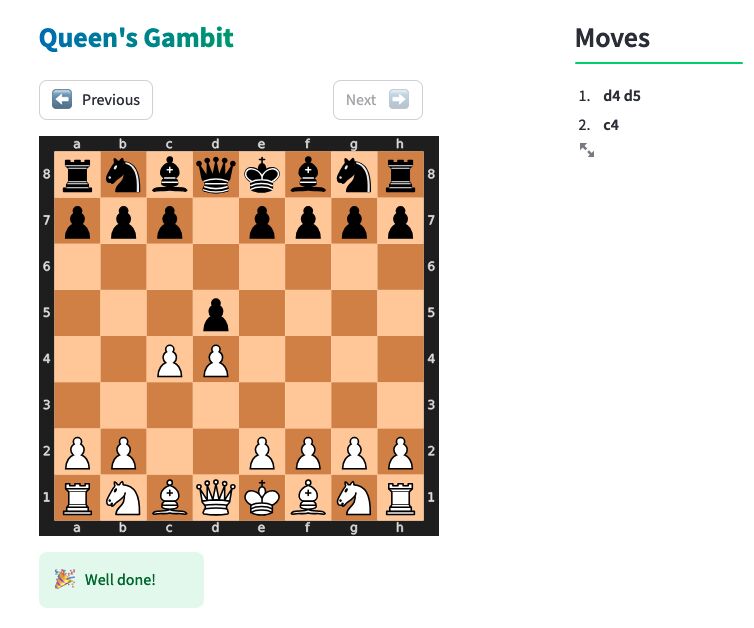 Queen's Gambit
Previous
Next
a b c d e f g h
8 8
7 7
6 6
5 5
4 4
3 3
2 2
1 1
a b c d e f g h
Well done!
Moves
1. d4 d5
2. c4